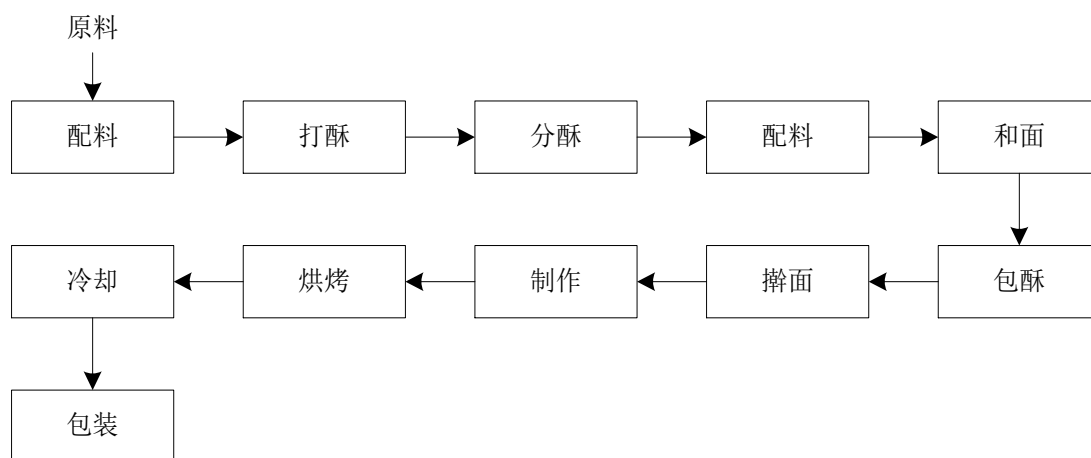 原料
配料 打酥 分酥 配料 和面
冷却 烘烤 制作 擀面 包酥
包装